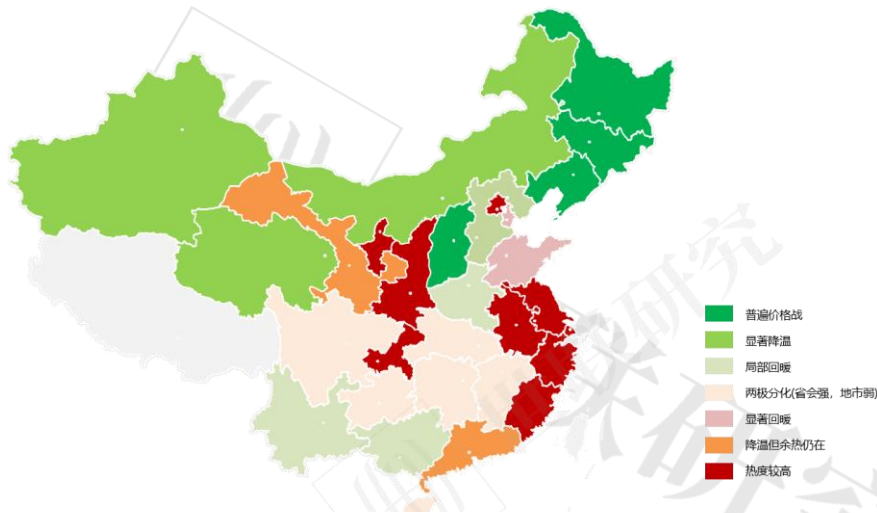 普遍价格战
显著降温
局部回暖
两极分化(省会强，地市弱)
显著回暖
降温但余热仍在
热度较高
研究